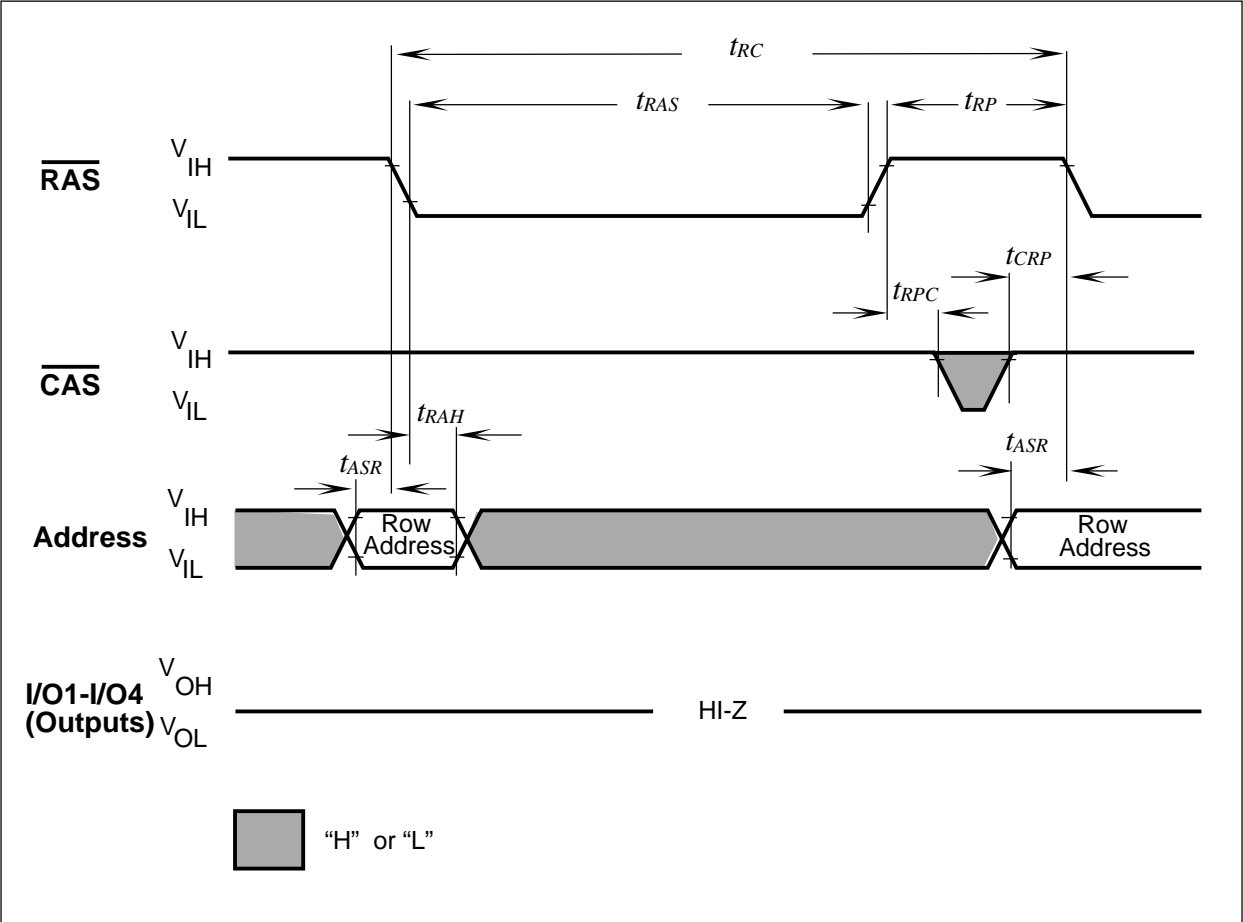 tRC
tRAS
tRP
RAS
VIH
VIL
tCRP
tRPC
CAS
VIH
VIL
tRAH
tASR
tASR
Address
VIH
VIL
Row
Address
Row
Address
I/O1-I/O4
(Outputs)
VOH
VOL
HI-Z
“H” or “L”